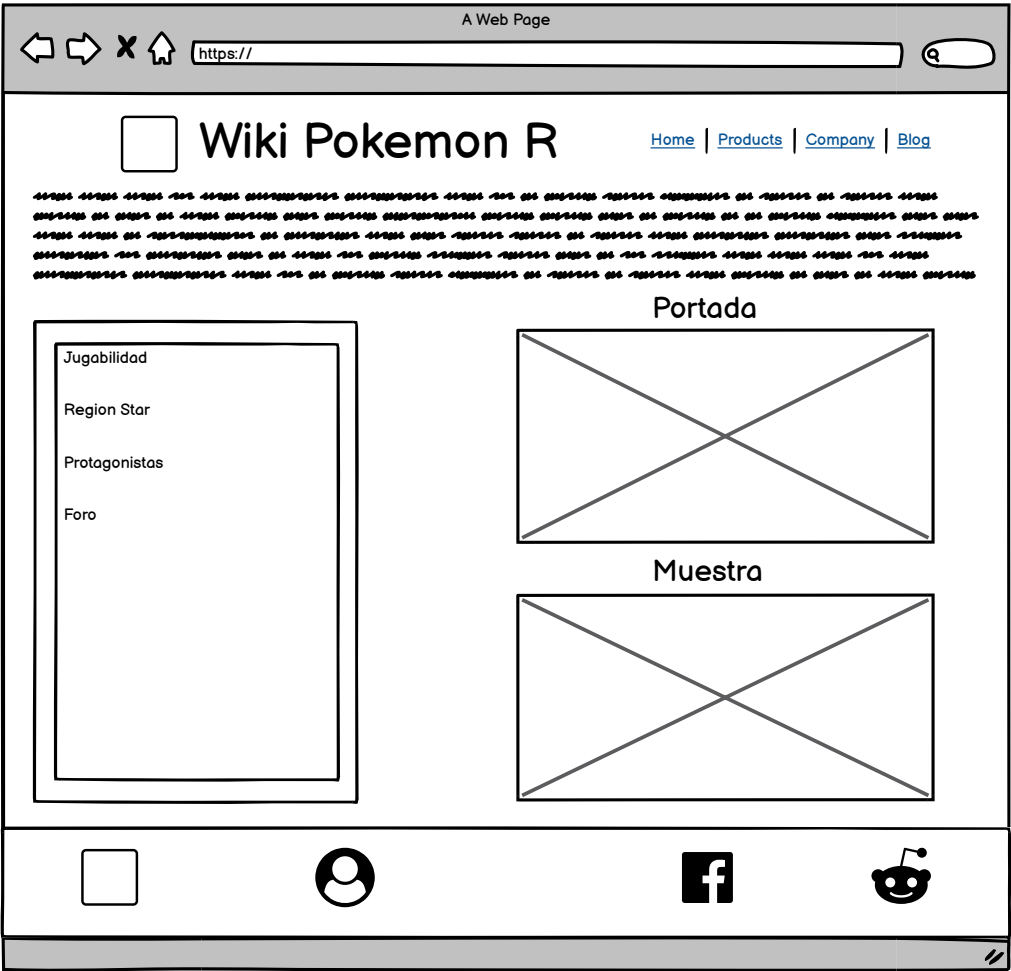 A Web Page
https://
Wiki Pokemon R
Home | Products | Company | Blog
Portada
Jugabilidad
Region Star
Protagonistas
Foro
Muestra